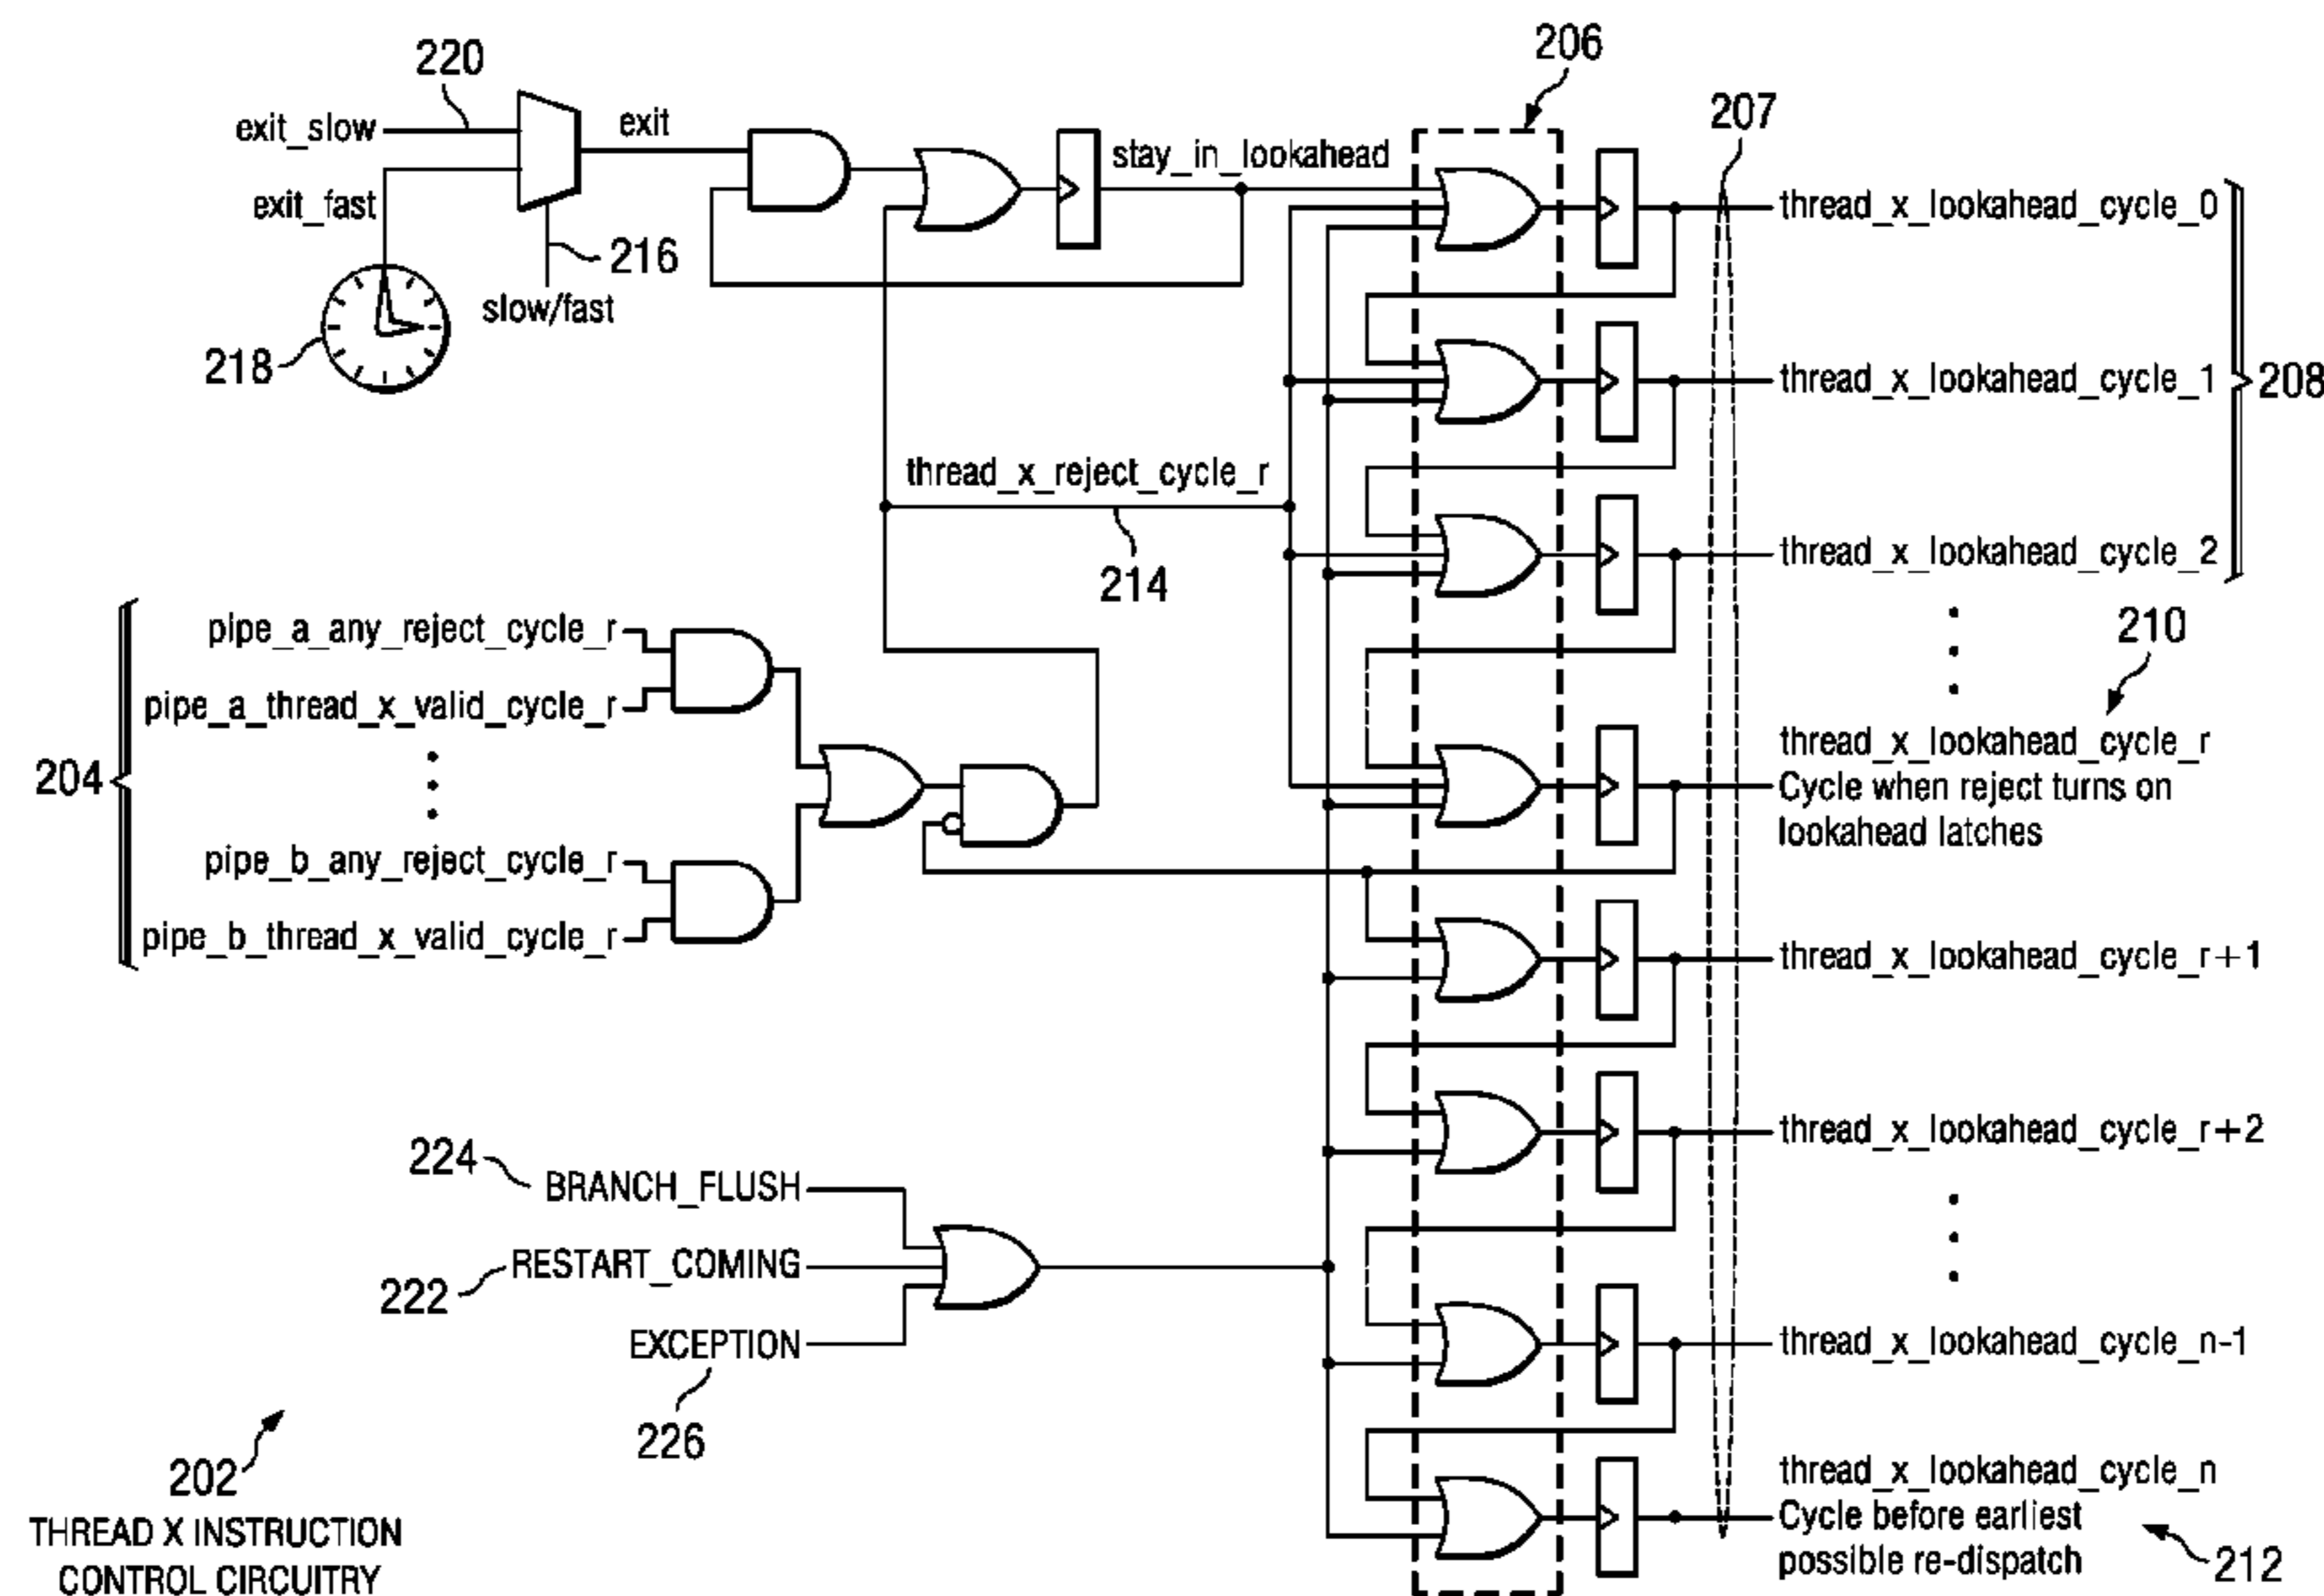 206
220
207
exit_slow
exit
stay_in_lookahead
exit_fast
thread_x_lookahead_cycle_0
216
slow/fast
218
thread_x_lookahead_cycle_1
208
thread_x_reject_cycle_r
214
thread_x_lookahead_cycle_2
210
204
pipe_a_any_reject_cycle_r
pipe_a_thread_x_valid_cycle_r
pipe_b_any_reject_cycle_r
pipe_b_thread_x_valid_cycle_r
thread_x_lookahead_cycle_r
Cycle when reject turns on
lookahead latches
thread_x_lookahead_cycle_r+1
thread_x_lookahead_cycle_r+2
224
BRANCH_FLUSH
RESTART_COMING
222
EXCEPTION
226
thread_x_lookahead_cycle_n-1
thread_x_lookahead_cycle_n
Cycle before earliest
possible re-dispatch
212
202
THREAD X INSTRUCTION
CONTROL CIRCUITRY